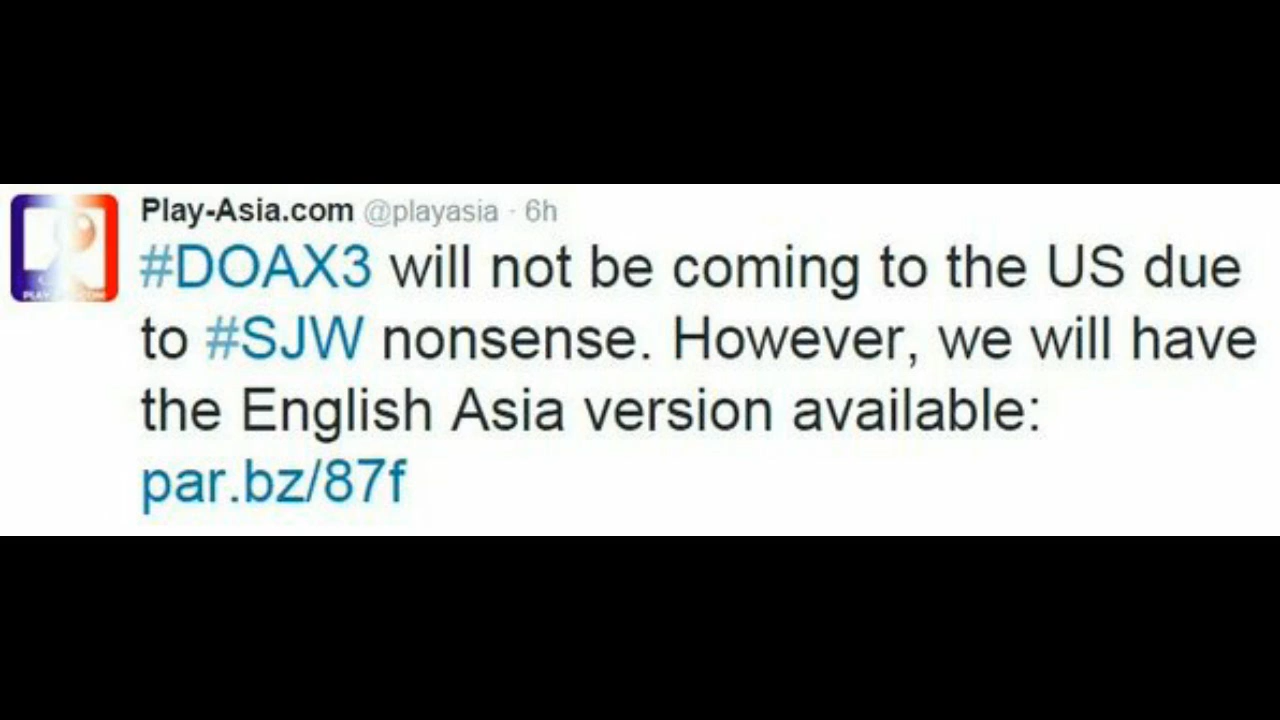 Play-Asia.com @playasia · 6h
#DOAX3 will not be coming to the US due
to #SJW nonsense. However, we will have
the English Asia version available:
par.bz/87f